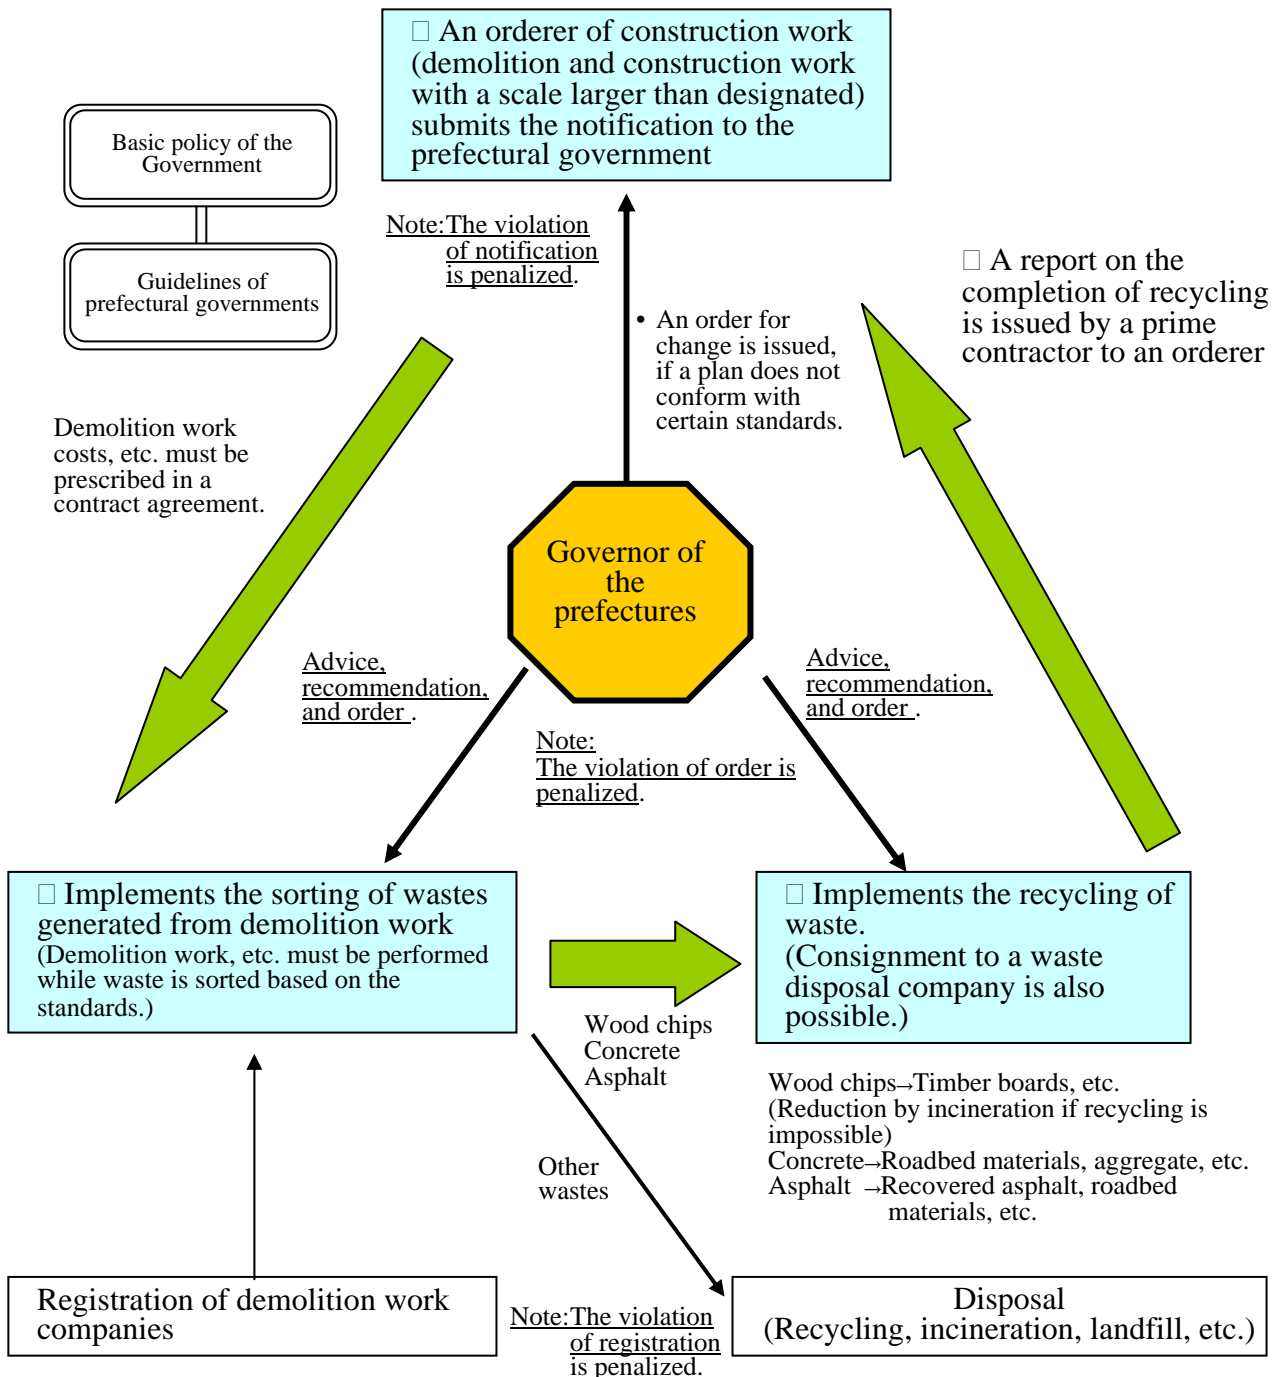 □ An orderer of construction work
(demolition and construction work
with a scale larger than designated)
submits the notification to the
prefectural government
Basic policy of the
Government
Guidelines of
prefectural governments
Note:The violation
of notification
is penalized.
□ A report on the
completion of recycling
is issued by a prime
contractor to an orderer
• An order for
change is issued,
if a plan does not
conform with
certain standards.
Demolition work
costs, etc. must be
prescribed in a
contract agreement.
Governor of
the
prefectures
Advice,
recommendation,
and order .
Advice,
recommendation,
and order .
Note:
The violation of order is
penalized.
□ Implements the sorting of wastes
generated from demolition work
(Demolition work, etc. must be performed
while waste is sorted based on the
standards.)
□ Implements the recycling of
waste.
(Consignment to a waste
disposal company is also
possible.)
Wood chips
Concrete
Asphalt
Wood chips→Timber boards, etc.
(Reduction by incineration if recycling is
impossible)
Concrete→Roadbed materials, aggregate, etc.
Asphalt →Recovered asphalt, roadbed
materials, etc.
Other
wastes
Registration of demolition work
companies
Note:The violation
of registration
is penalized.
Disposal
(Recycling, incineration, landfill, etc.)